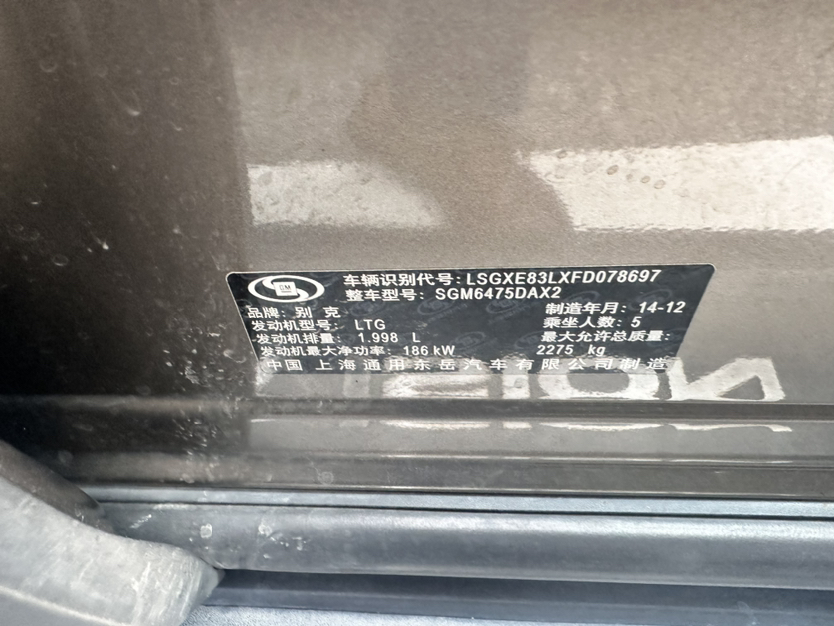 GM
车辆识别代号: LSGXE83LXFD078697
整车型号: SGM6475DAX2
品牌: 别 克 制造年月: 14-12
发动机型号: LTG 乘坐人数: 5
发动机排量: 1.998 L 最大允许总质量:
发动机最大净功率: 186 kW 2275 kg
中国 上海通用东岳汽车有限公司制造